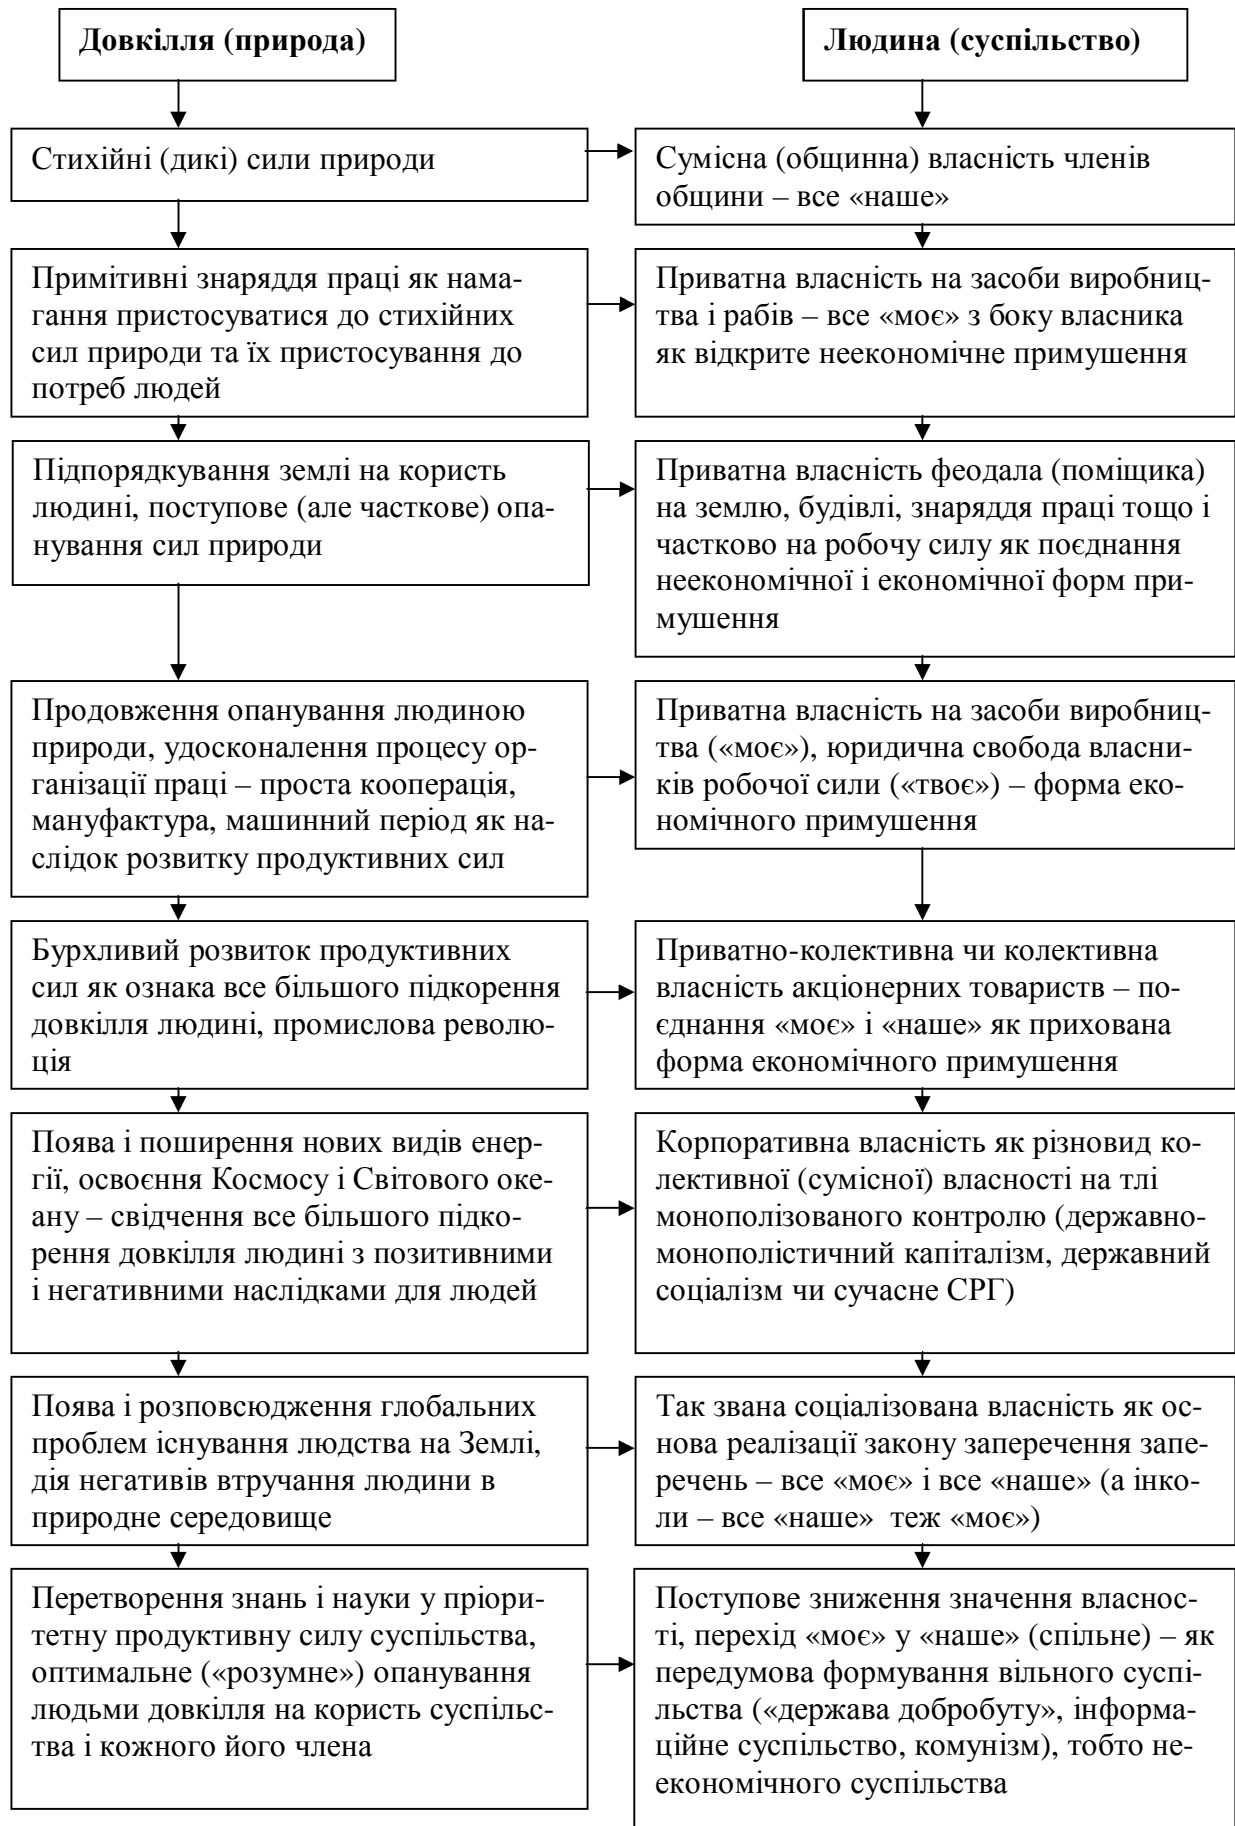 Довкілля (природа)
Людина (суспільство)
Стихійні (дикі) сили природи
Сумісна (общинна) власність членів
общини – все «наше»
Примітивні знаряддя праці як нама-
гання пристосуватися до стихійних
сил природи та їх пристосування до
потреб людей
Приватна власність на засоби виробниц-
тва і рабів – все «моє» з боку власника
як відкрите неекономічне примушення
Підпорядкування землі на користь
людині, поступове (але часткове) опа-
нування сил природи
Приватна власність феодала (поміщика)
на землю, будівлі, знаряддя праці тощо і
частково на робочу силу як поєднання
неекономічної і економічної форм при-
мушення
Продовження опанування людиною
природи, удосконалення процесу ор-
ганізації праці – проста кооперація,
мануфактура, машинний період як на-
слідок розвитку продуктивних сил
Приватна власність на засоби виробниц-
тва («моє»), юридична свобода власни-
ків робочої сили («твоє») – форма еко-
номічного примушення
Бурхливий розвиток продуктивних
сил як ознака все більшого підкорення
довкілля людині, промислова револю-
ція
Приватно-колективна чи колективна
власність акціонерних товариств – по-
єднання «моє» і «наше» як прихована
форма економічного примушення
Поява і поширення нових видів енер-
гії, освоєння Космосу і Світового оке-
ану – свідчення все більшого підко-
рення довкілля людині з позитивними
і негативними наслідками для людей
Корпоративна власність як різновид ко-
лективної (сумісної) власності на тлі
монополізованого контролю (державно-
монополістичний капіталізм, державний
соціалізм чи сучасне СРГ)
Поява і розповсюдження глобальних
проблем існування людства на Землі,
дія негативів втручання людини в
природне середовище
Так звана соціалізована власність як ос-
нова реалізації закону заперечення запе-
речень – все «моє» і все «наше» (а інко-
ли – все «наше» теж «моє»)
Перетворення знань і науки у пріори-
тетну продуктивну силу суспільства,
оптимальне («розумне») опанування
людьми довкілля на користь суспільс-
тва і кожного його члена
Поступове зниження значення власнос-
ті, перехід «моє» у «наше» (спільне) – як
передумова формування вільного суспі-
льства («держава добробуту», інформа-
ційне суспільство, комунізм), тобто не-
економічного суспільства